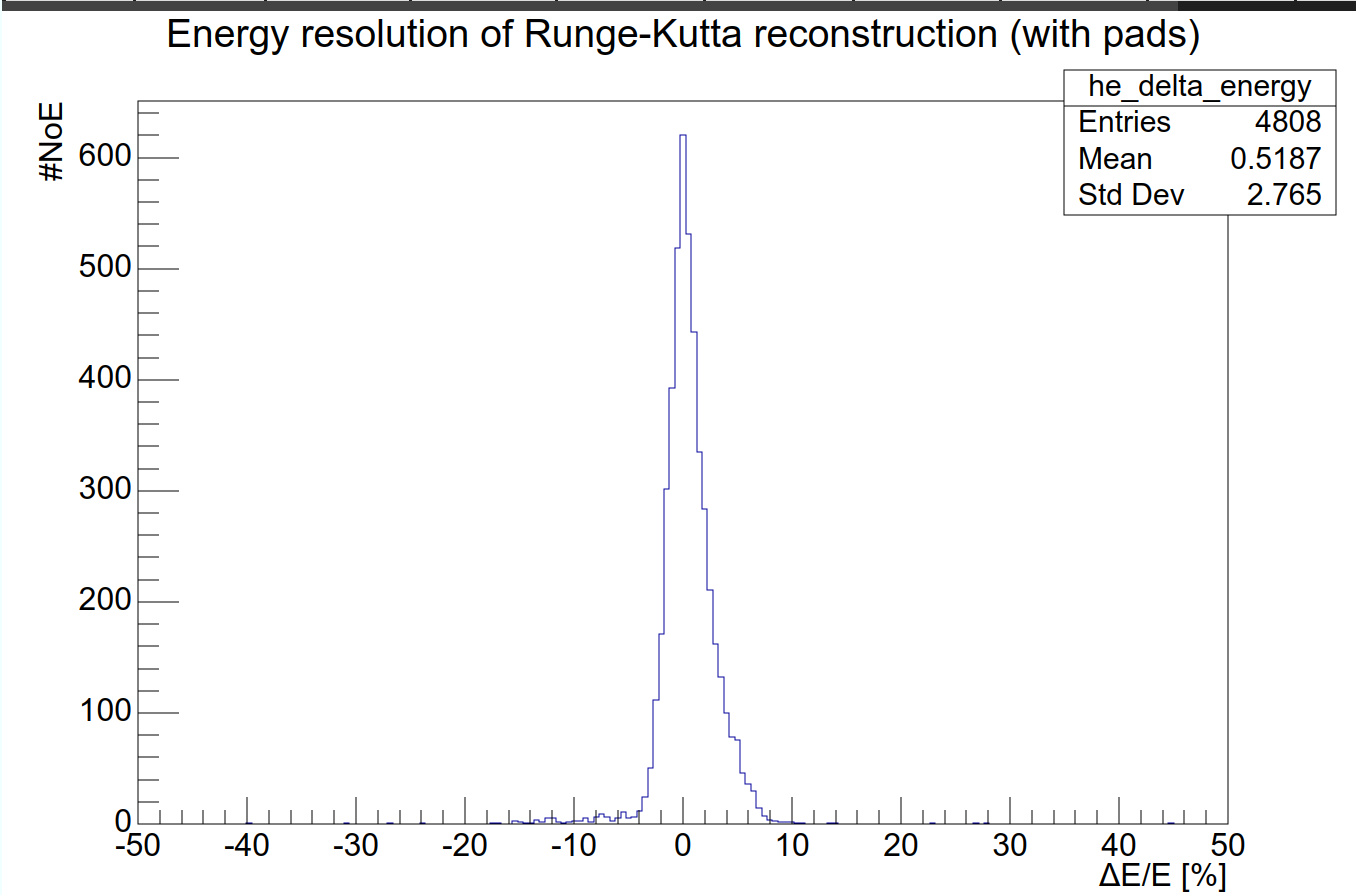 Energy resolution of Runge-Kutta reconstruction (with pads)
he_delta_energy
Entries 4808
Mean 0.5187
Std Dev 2.765
#NoE
600
500
400
300
200
100
0
-50 -40 -30 -20 -10 0 10 20 30 40 50
ΔE/E [%]